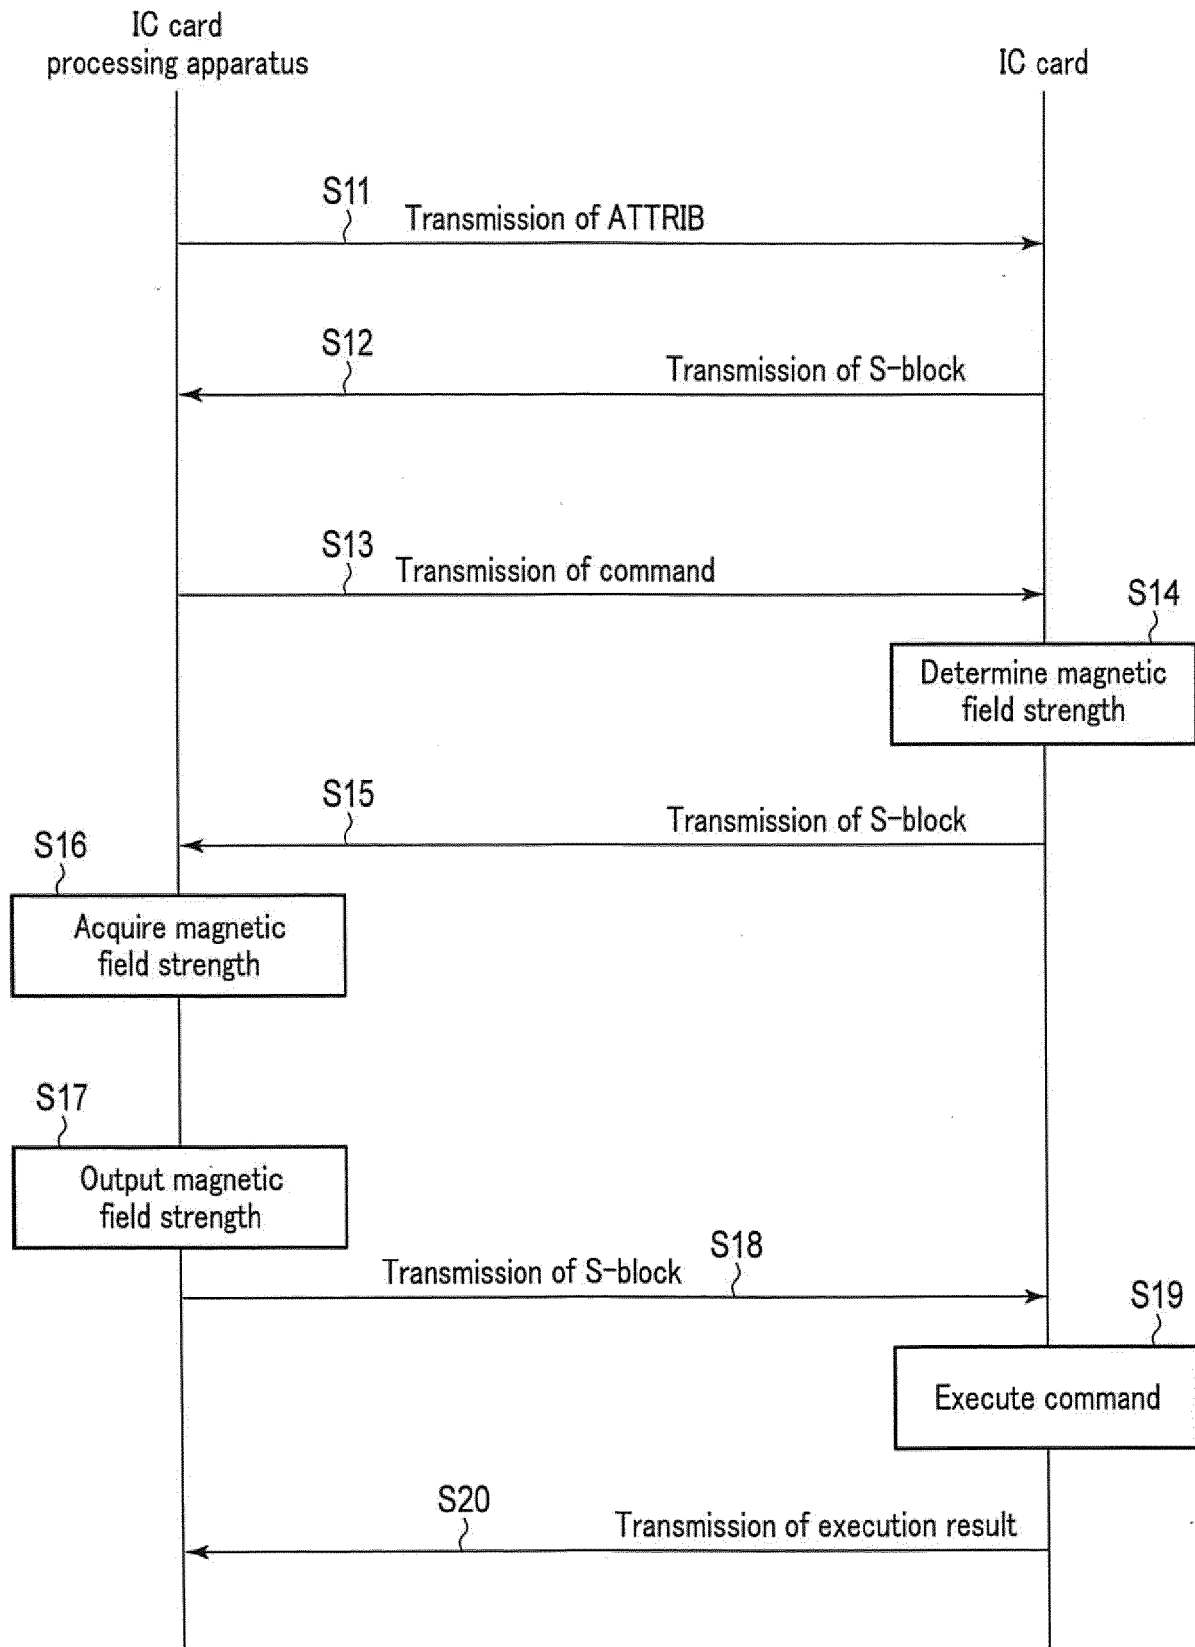 IC card
processing apparatus
IC card
S11
Transmission of ATTRIB
S12
Transmission of S-block
S13
Transmission of command
S14
Determine magnetic
field strength
S15
Transmission of S-block
S16
Acquire magnetic
field strength
S17
Output magnetic
field strength
S18
Transmission of S-block
S19
Execute command
S20
Transmission of execution result